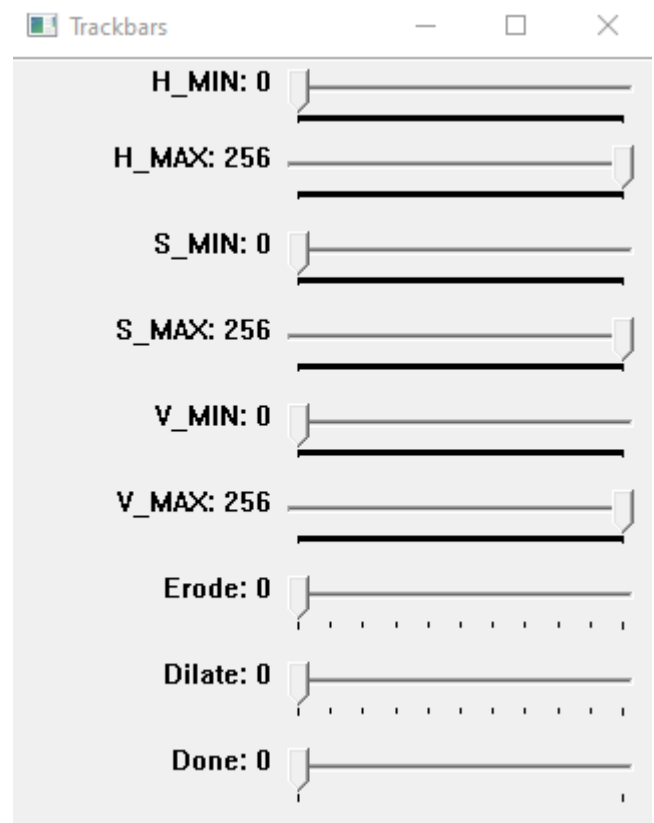 Trackbars
H_MIN: 0
H_MAX: 256
S_MIN: 0
S_MAX: 256
V_MIN: 0
V_MAX: 256
Erode: 0
Dilate: 0
Done: 0